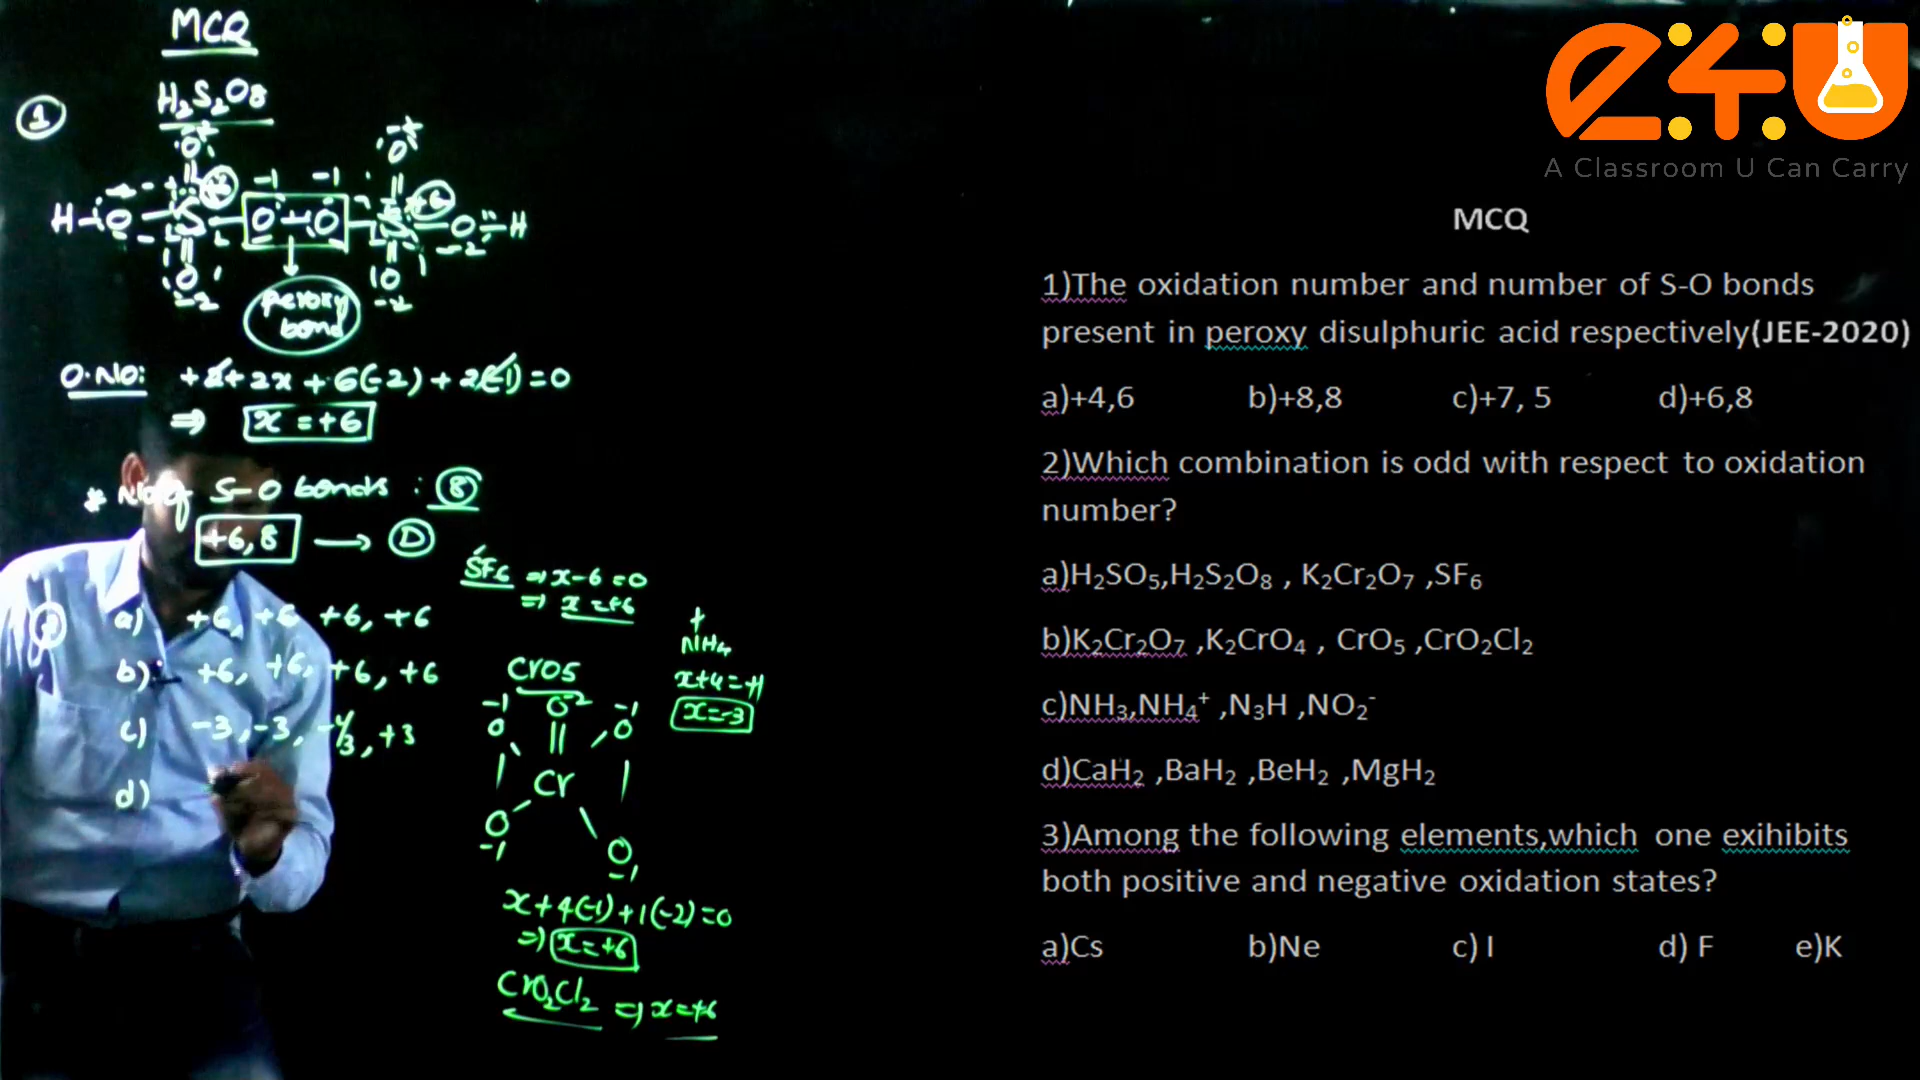 MCQ
1
H₂S₂O₈
H-O-S-O-O-S-O-H
peroxy bond
O.NO: +2+2x+6(-2)+2(-1)=0
⇒ x=+6
* No of S-O bonds : 8
+6,8 → D
SF₆ ⇒ x-6=0
⇒ x=+6
a) +6, +6, +6, +6
b) +6, +6, +6, +6
c) -3, -3, -1/3, +3
d)
NH₄⁺
x+4=+1
x=-3
CrO5
Cr
x+4(-1)+1(-2)=0
⇒ x=+6
CrO₂Cl₂ ⇒ x=+6
e4U
A Classroom U Can Carry
MCQ
1)The oxidation number and number of S-O bonds
present in peroxy disulphuric acid respectively(JEE-2020)
a)+4,6 b)+8,8 c)+7, 5 d)+6,8
2)Which combination is odd with respect to oxidation
number?
a)H₂SO₅,H₂S₂O₈ , K₂Cr₂O₇ ,SF₆
b)K₂Cr₂O₇ ,K₂CrO₄ , CrO₅ ,CrO₂Cl₂
c)NH₃,NH₄⁺ ,N₃H ,NO₂⁻
d)CaH₂ ,BaH₂ ,BeH₂ ,MgH₂
3)Among the following elements,which one exihibits
both positive and negative oxidation states?
a)Cs b)Ne c) I d) F e)K